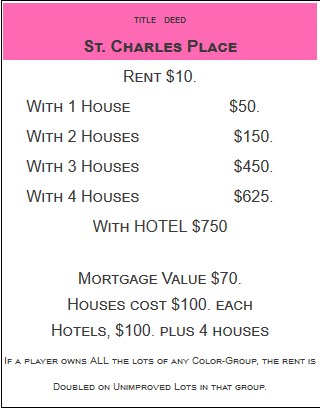 TITLE DEED
ST. CHARLES PLACE
RENT $10.
WITH 1 HOUSE $50.
WITH 2 HOUSES $150.
WITH 3 HOUSES $450.
WITH 4 HOUSES $625.
WITH HOTEL $750
MORTGAGE VALUE $70.
HOUSES COST $100. EACH
HOTELS, $100. PLUS 4 HOUSES
IF A PLAYER OWNS ALL THE LOTS OF ANY COLOR-GROUP, THE RENT IS
DOUBLED ON UNIMPROVED LOTS IN THAT GROUP.